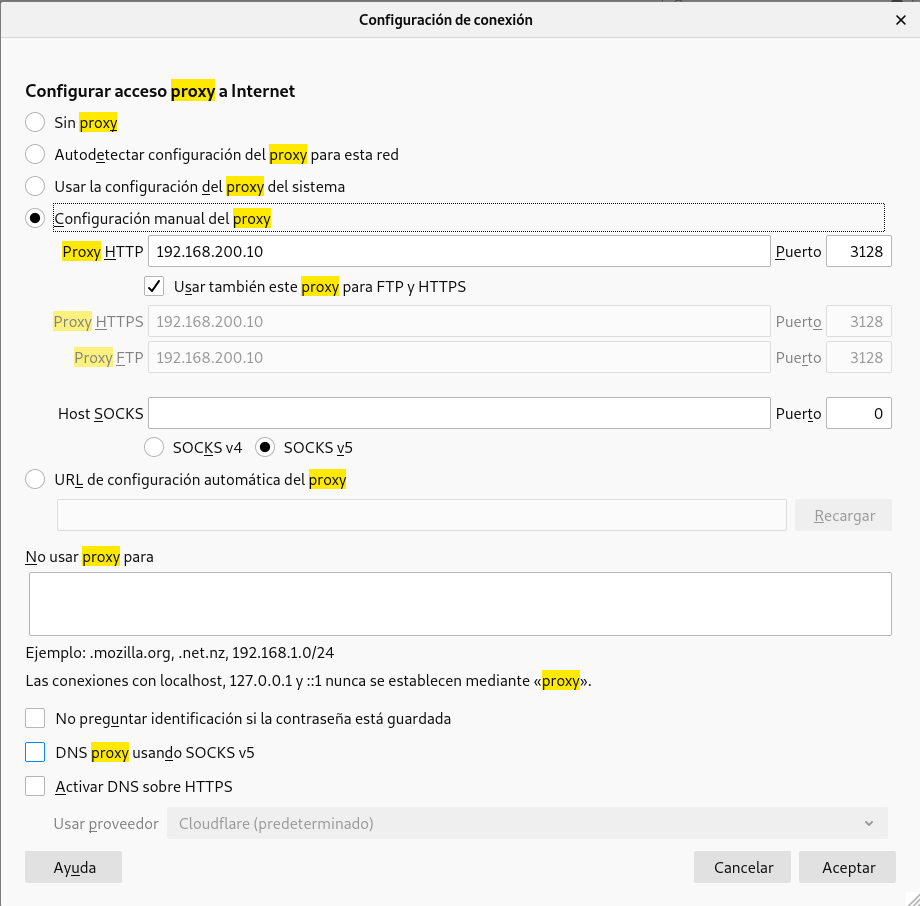 Configuración de conexión
Configurar acceso proxy a Internet
Sin proxy
Autodetectar configuración del proxy para esta red
Usar la configuración del proxy del sistema
Configuración manual del proxy
Proxy HTTP 192.168.200.10 Puerto 3128
Usar también este proxy para FTP y HTTPS
Proxy HTTPS 192.168.200.10 Puerto 3128
Proxy FTP 192.168.200.10 Puerto 3128
Host SOCKS Puerto 0
SOCKS v4 SOCKS v5
URL de configuración automática del proxy
Recargar
No usar proxy para
Ejemplo: .mozilla.org, .net.nz, 192.168.1.0/24
Las conexiones con localhost, 127.0.0.1 y ::1 nunca se establecen mediante «proxy».
No preguntar identificación si la contraseña está guardada
DNS proxy usando SOCKS v5
Activar DNS sobre HTTPS
Usar proveedor Cloudflare (predeterminado)
Ayuda Cancelar Aceptar